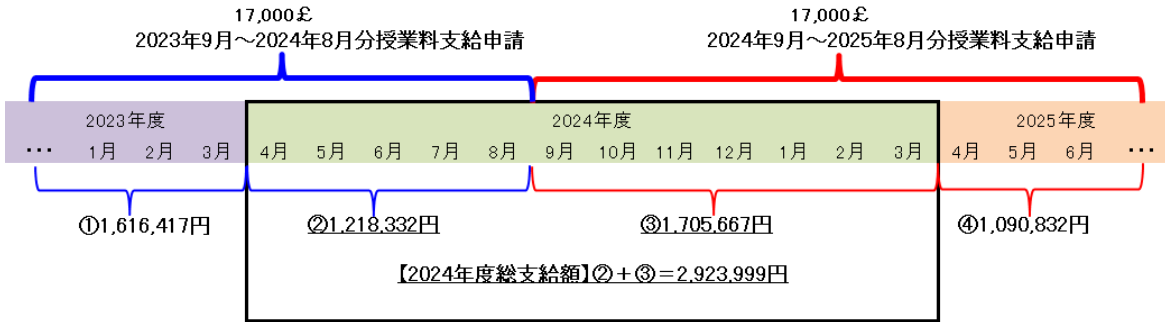 17,000£
2023年9月～2024年8月分授業料支給申請
17,000£
2024年9月～2025年8月分授業料支給申請
2023年度
2024年度
2025年度
… 1月 2月 3月 4月 5月 6月 7月 8月 9月 10月 11月 12月 1月 2月 3月 4月 5月 6月 …
①1,616,417円
②1,218,332円
③1,705,667円
④1,090,832円
【2024年度総支給額】②＋③＝2,923,999円